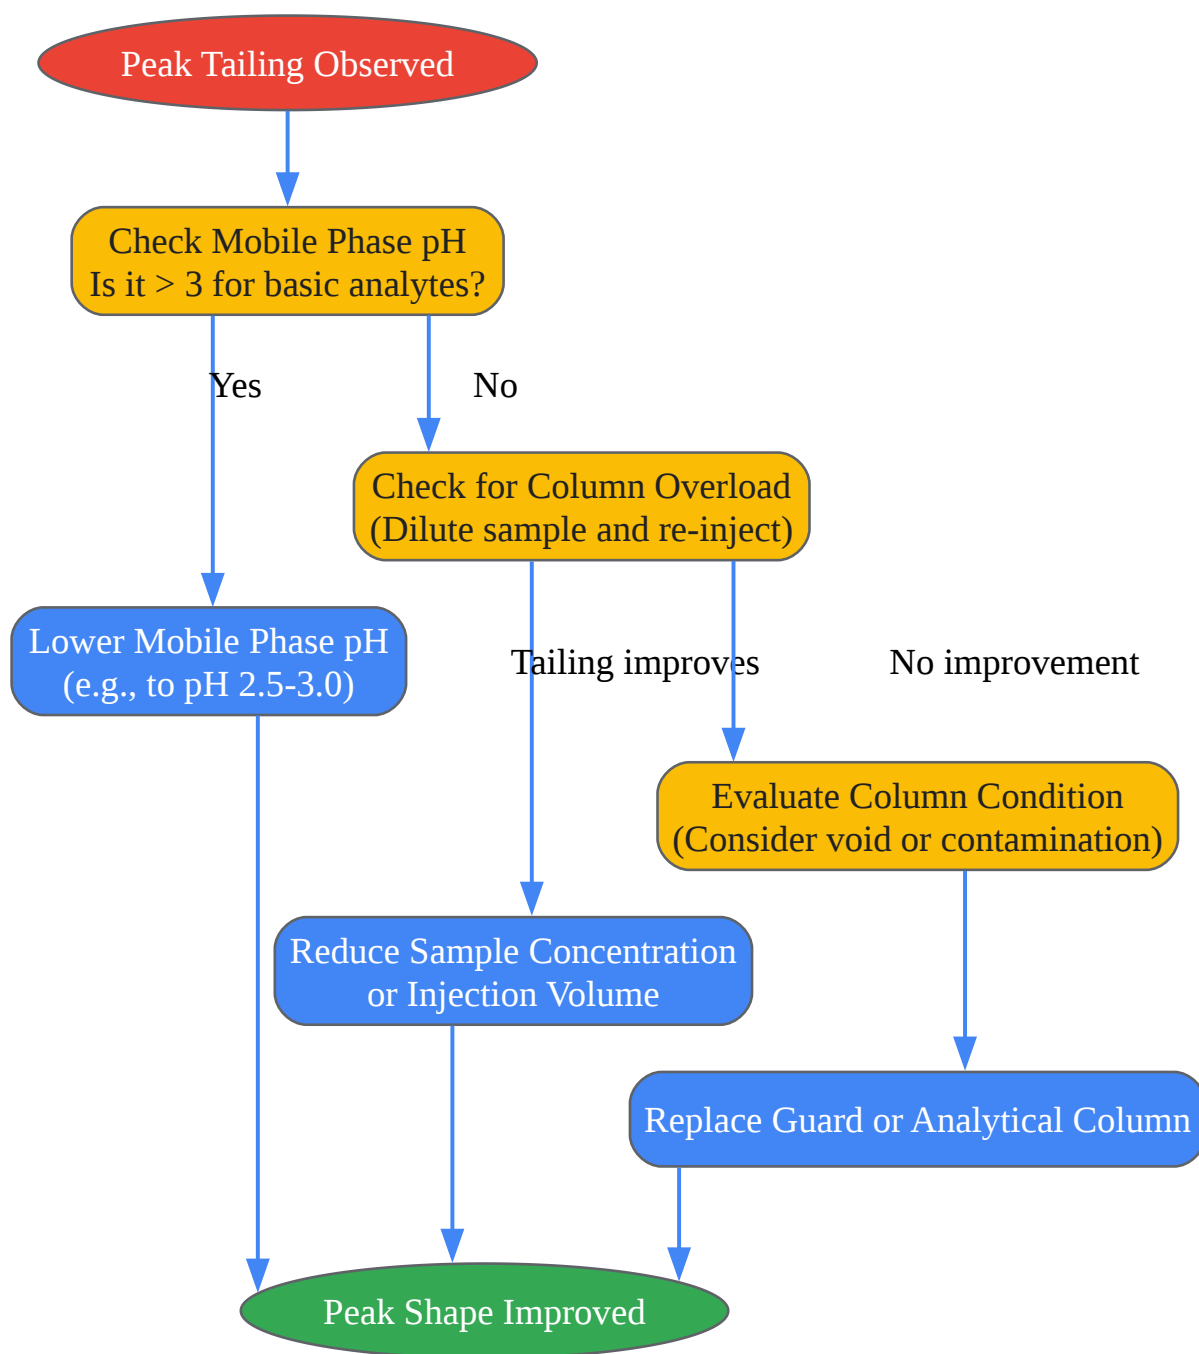 Peak Tailing Observed
Check Mobile Phase pH
Is it > 3 for basic analytes?
Yes
No
Check for Column Overload
(Dilute sample and re-inject)
Lower Mobile Phase pH
(e.g., to pH 2.5-3.0)
Tailing improves
No improvement
Evaluate Column Condition
(Consider void or contamination)
Reduce Sample Concentration
or Injection Volume
Replace Guard or Analytical Column
Peak Shape Improved